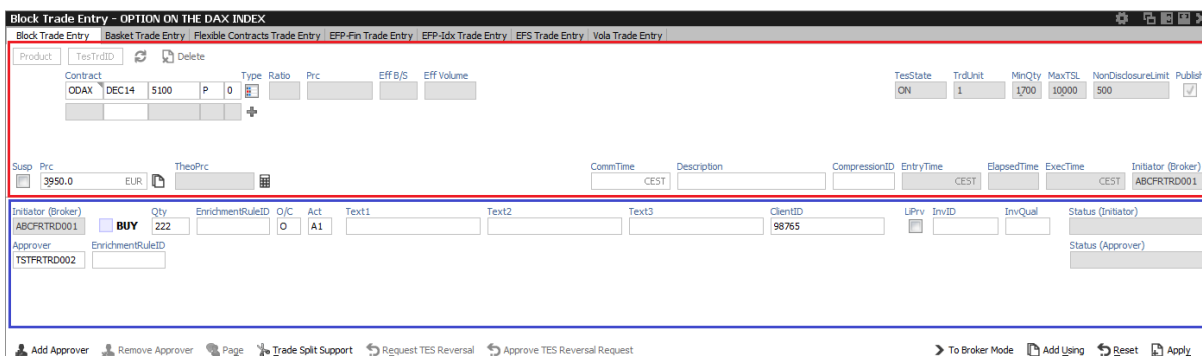 Block Trade Entry - OPTION ON THE DAX INDEX
Block Trade Entry Basket Trade Entry Flexible Contracts Trade Entry EFP-Fin Trade Entry EFP-Idx Trade Entry EFS Trade Entry Vola Trade Entry
Product TesTrdID Delete
Contract Type Ratio Prc Eff B/S Eff Volume TesState TrdUnit MinQty MaxTSL NonDisclosureLimit Publish
ODAX DEC14 5100 P 0 ON 1 1,700 10,000 500
Susp Prc TheoPrc CommTime Description CompressionID EntryTime ElapsedTime ExecTime Initiator (Broker)
3950.0 EUR CEST CEST CEST ABCFRTRD001
Initiator (Broker) Qty EnrichmentRuleID O/C Act Text1 Text2 Text3 ClientID LiPrv InvID InvQual Status (Initiator)
ABCFRTRD001 BUY 222 O A1 98765
Approver EnrichmentRuleID Status (Approver)
TSTFRTRD002
Add Approver Remove Approver Page Trade Split Support Request TES Reversal Approve TES Reversal Request To Broker Mode Add Using Reset Apply